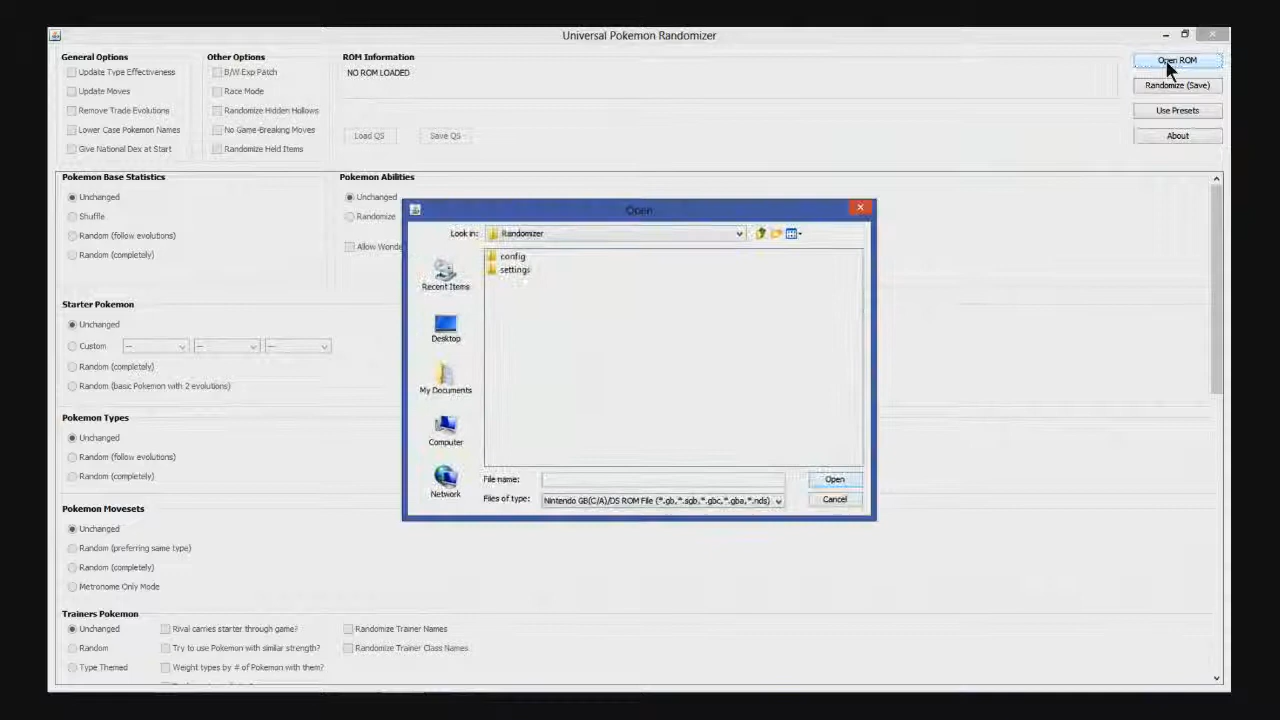 Universal Pokemon Randomizer
General Options
Update Type Effectiveness
Update Moves
Remove Trade Evolutions
Lower Case Pokemon Names
Give National Dex at Start
Other Options
B/W Exp Patch
Race Mode
Randomize Hidden Hollows
No Game-Breaking Moves
Randomize Held Items
ROM Information
NO ROM LOADED
Load QS
Save QS
Open ROM
Randomize (Save)
Use Presets
About
Pokemon Base Statistics
Unchanged
Shuffle
Random (follow evolutions)
Random (completely)
Pokemon Abilities
Unchanged
Randomize
Allow Wonde
Open
Look in:
Randomizer
config
settings
Recent Items
Desktop
My Documents
Computer
Network
File name:
Open
Files of type:
Nintendo GB(C/A)/DS ROM File (*.gb,*.sgb,*.gbc,*.gba,*.nds)
Cancel
Starter Pokemon
Unchanged
Custom
--
--
--
Random (completely)
Random (basic Pokemon with 2 evolutions)
Pokemon Types
Unchanged
Random (follow evolutions)
Random (completely)
Pokemon Movesets
Unchanged
Random (preferring same type)
Random (completely)
Metronome Only Mode
Trainers Pokemon
Unchanged
Random
Type Themed
Rival carries starter through game?
Try to use Pokemon with similar strength?
Weight types by # of Pokemon with them?
Randomize Trainer Names
Randomize Trainer Class Names